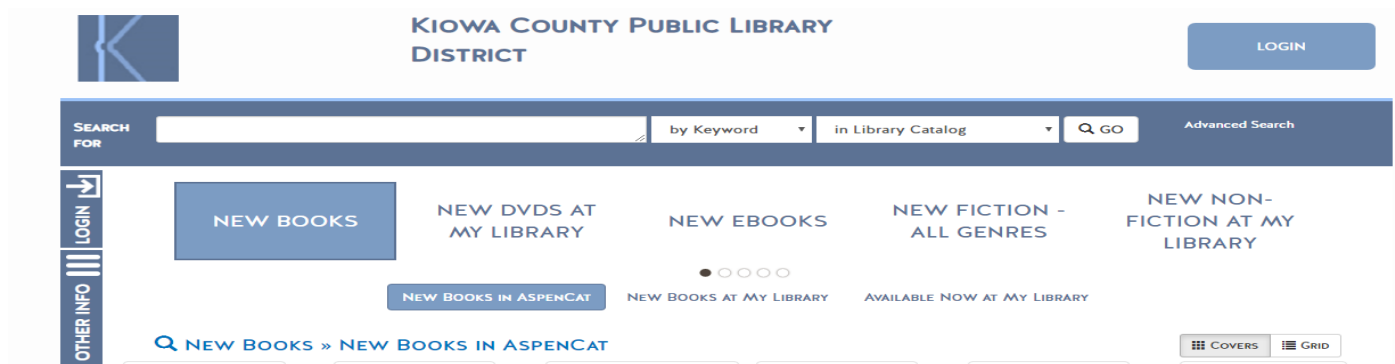 KIOWA COUNTY PUBLIC LIBRARY
DISTRICT
LOGIN
SEARCH
FOR
by Keyword
in Library Catalog
GO
Advanced Search
LOGIN
OTHER INFO
NEW BOOKS
NEW DVDS AT
MY LIBRARY
NEW EBOOKS
NEW FICTION -
ALL GENRES
NEW NON-
FICTION AT MY
LIBRARY
NEW BOOKS IN ASPENCAT
NEW BOOKS AT MY LIBRARY
AVAILABLE NOW AT MY LIBRARY
NEW BOOKS » NEW BOOKS IN ASPENCAT
COVERS
GRID